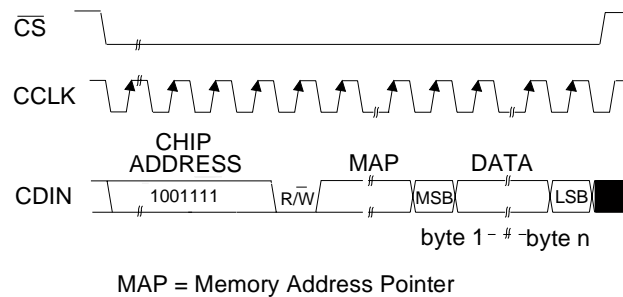 CS
CCLK
CHIP
ADDRESS
MAP
DATA
CDIN
1001111
R/W
MSB
LSB
byte 1
byte n
MAP = Memory Address Pointer